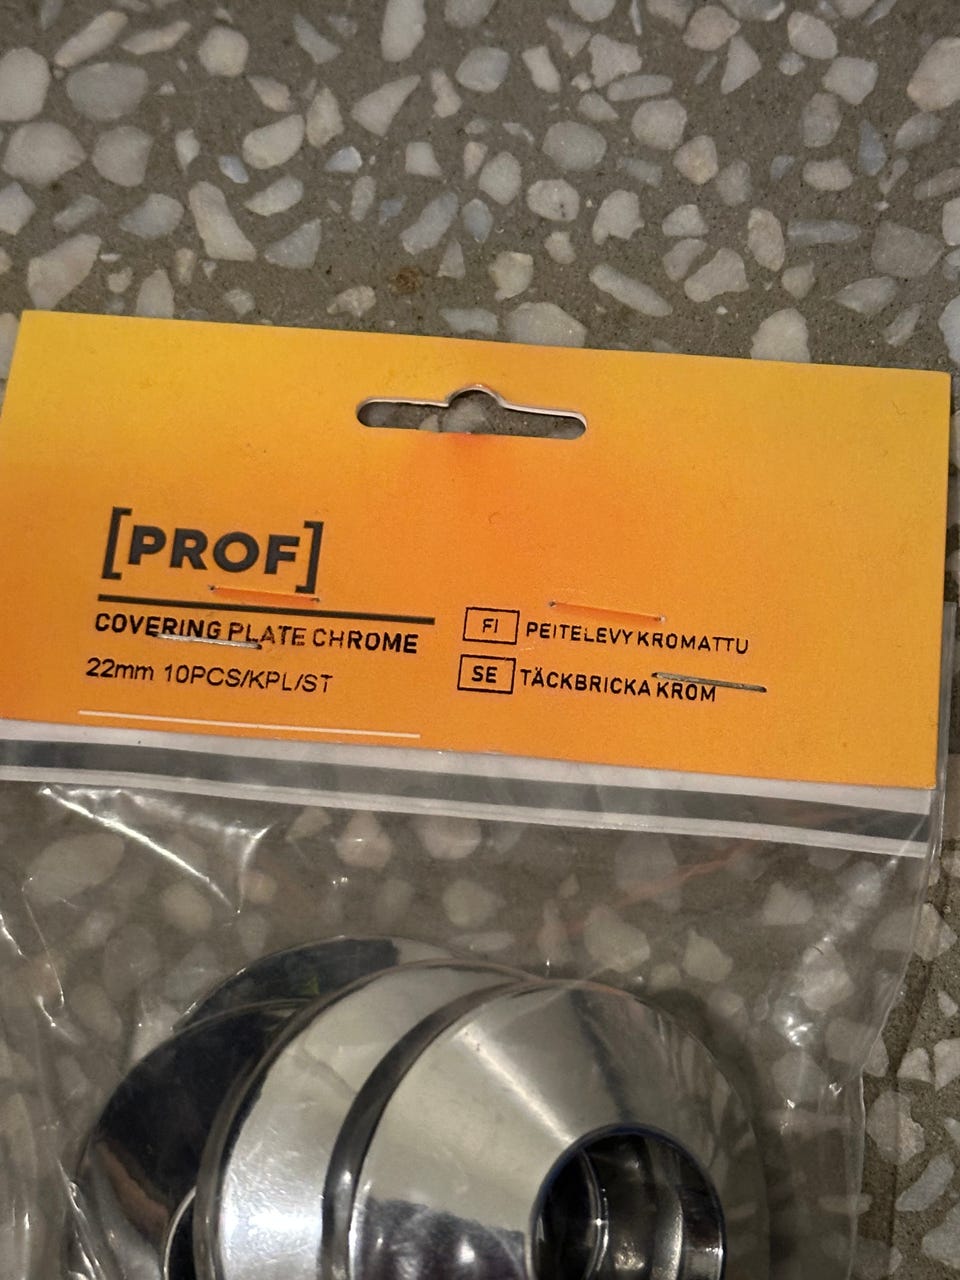 [PROF]
COVERING PLATE CHROME
22mm 10PCS/KPL/ST
FI PEITELEVY KROMATTU
SE TÄCKBRICKA KROM